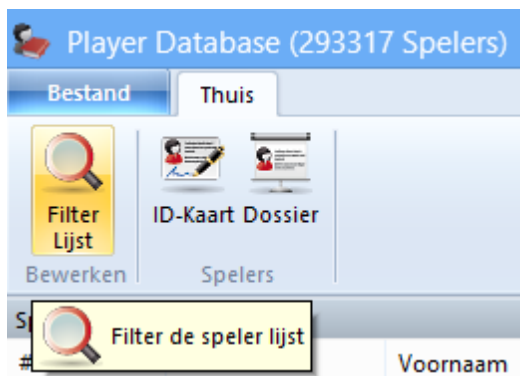 Player Database (293317 Spelers)
Bestand Thuis
Filter Lijst
ID-Kaart Dossier
Bewerken Spelers
Filter de speler lijst
# Voornaam